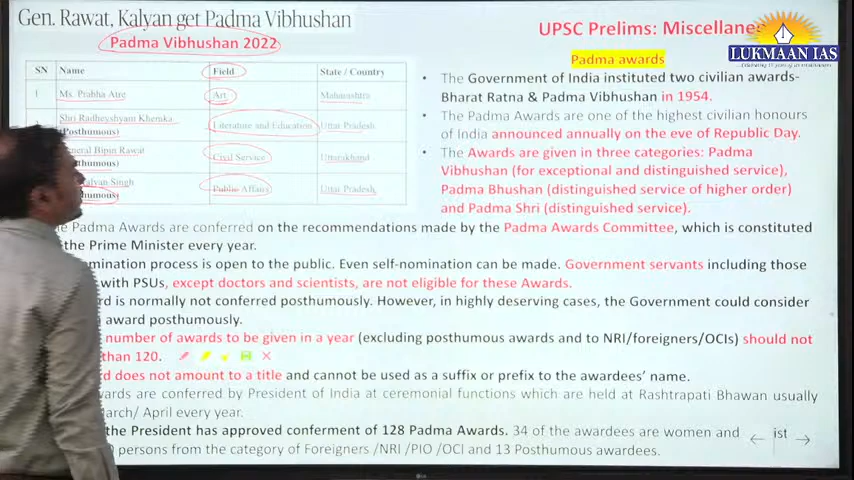 Gen. Rawat, Kalyan get Padma Vibhushan
UPSC Prelims: Miscellane
LUKMAAN IAS
Padma Vibhushan 2022
SN Name Field State / Country
1 Ms. Prabha Atre Art Maharashtra
Shri Radheyshyam Khemka
(Posthumous) Literature and Education Uttar Pradesh
General Bipin Rawat
thumous) Civil Service Uttarakhand
alyan Singh
humous) Public Affairs Uttar Pradesh
Padma awards
• The Government of India instituted two civilian awards-
Bharat Ratna & Padma Vibhushan in 1954.
• The Padma Awards are one of the highest civilian honours
of India announced annually on the eve of Republic Day.
• The Awards are given in three categories: Padma
Vibhushan (for exceptional and distinguished service),
Padma Bhushan (distinguished service of higher order)
and Padma Shri (distinguished service).
e Padma Awards are conferred on the recommendations made by the Padma Awards Committee, which is constituted
the Prime Minister every year.
mination process is open to the public. Even self-nomination can be made. Government servants including those
with PSUs, except doctors and scientists, are not eligible for these Awards.
rd is normally not conferred posthumously. However, in highly deserving cases, the Government could consider
award posthumously.
number of awards to be given in a year (excluding posthumous awards and to NRI/foreigners/OCIs) should not
than 120.
rd does not amount to a title and cannot be used as a suffix or prefix to the awardees' name.
wards are conferred by President of India at ceremonial functions which are held at Rashtrapati Bhawan usually
arch/ April every year.
the President has approved conferment of 128 Padma Awards. 34 of the awardees are women and
persons from the category of Foreigners /NRI /PIO /OCI and 13 Posthumous awardees.
ist